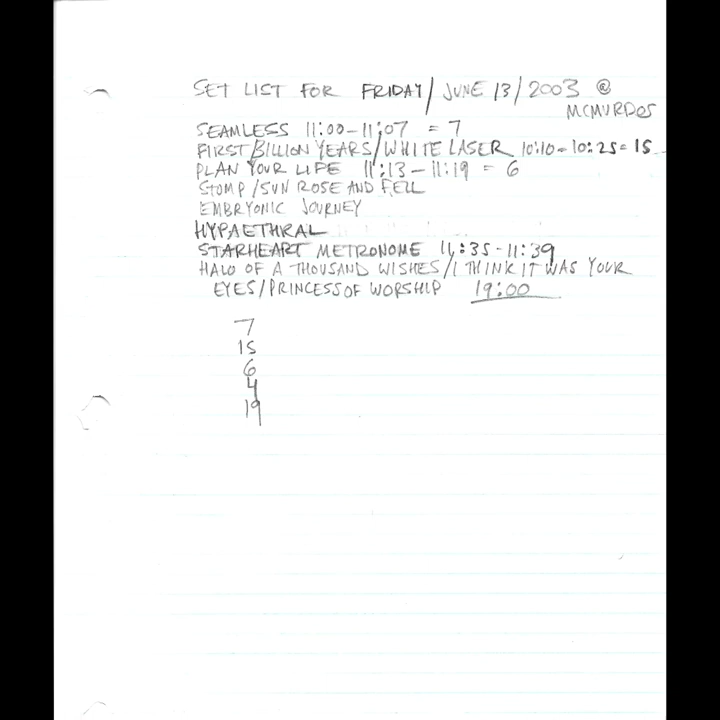 SET LIST FOR FRIDAY/JUNE 13/2003 @
MCMURDOS
SEAMLESS 11:00-11:07 = 7
FIRST BILLION YEARS/WHITE LASER 10:10-10:25=15
PLAN YOUR LIFE 11:13-11:19 = 6
STOMP/SUN ROSE AND FELL
EMBRYONIC JOURNEY
HYPAETHRAL
STARHEART METRONOME 11:35-11:39
HALO OF A THOUSAND WISHES/I THINK IT WAS YOUR
EYES/PRINCESS OF WORSHIP 19:00
7
15
6
4
19